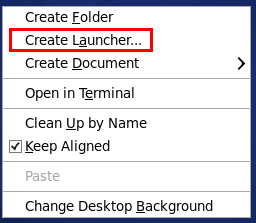 Create Folder
Create Launcher...
Create Document
Open in Terminal
Clean Up by Name
Keep Aligned
Paste
Change Desktop Background